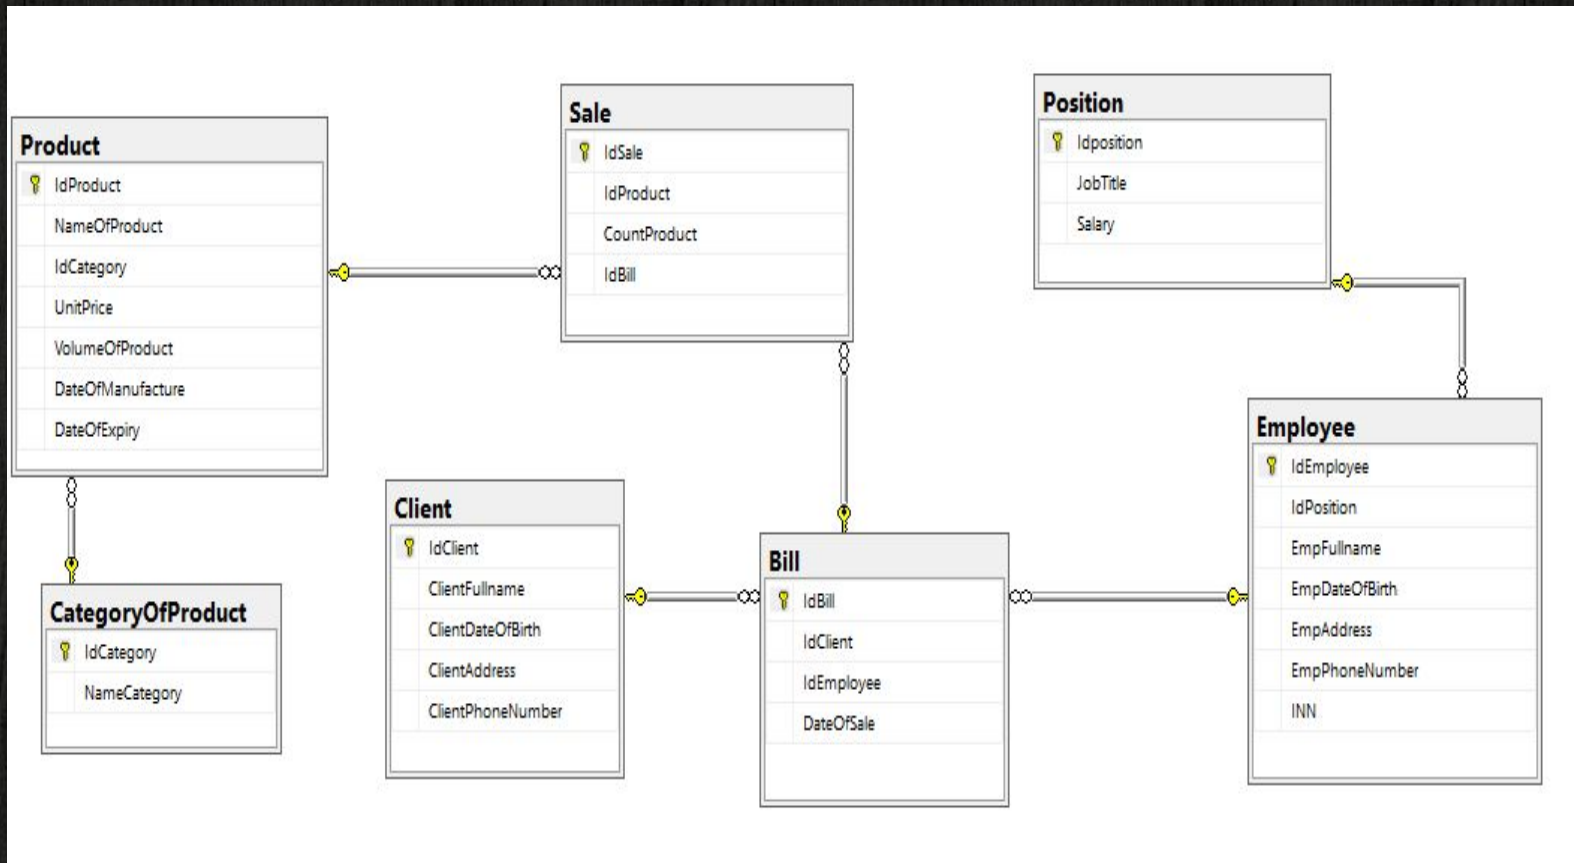 Product
IdProduct
NameOfProduct
IdCategory
UnitPrice
VolumeOfProduct
DateOfManufacture
DateOfExpiry
Sale
IdSale
IdProduct
CountProduct
IdBill
Position
Idposition
JobTitle
Salary
CategoryOfProduct
IdCategory
NameCategory
Client
IdClient
ClientFullname
ClientDateOfBirth
ClientAddress
ClientPhoneNumber
Bill
IdBill
IdClient
IdEmployee
DateOfSale
Employee
IdEmployee
IdPosition
EmpFullname
EmpDateOfBirth
EmpAddress
EmpPhoneNumber
INN